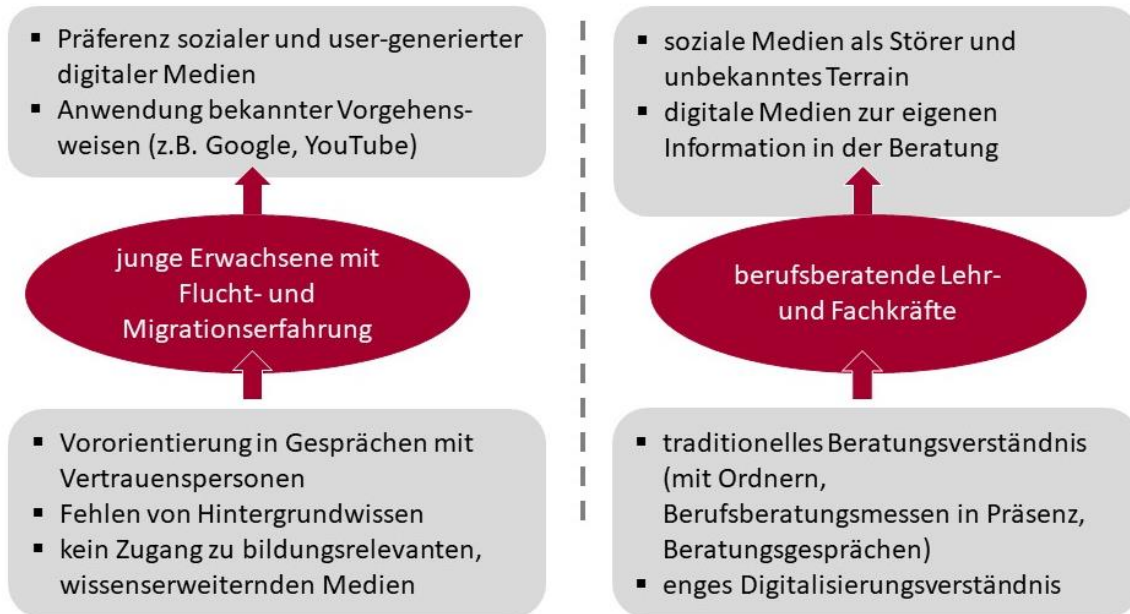 ▪ Präferenz sozialer und user-generierter
digitaler Medien
▪ Anwendung bekannter Vorgehens-
weisen (z.B. Google, YouTube)
junge Erwachsene mit
Flucht- und
Migrationserfahrung
▪ Vororientierung in Gesprächen mit
Vertrauenspersonen
▪ Fehlen von Hintergrundwissen
▪ kein Zugang zu bildungsrelevanten,
wissenserweiternden Medien
▪ soziale Medien als Störer und
unbekanntes Terrain
▪ digitale Medien zur eigenen
Information in der Beratung
berufsberatende Lehr-
und Fachkräfte
▪ traditionelles Beratungsverständnis
(mit Ordnern,
Berufsberatungsmessen in Präsenz,
Beratungsgesprächen)
▪ enges Digitalisierungsverständnis